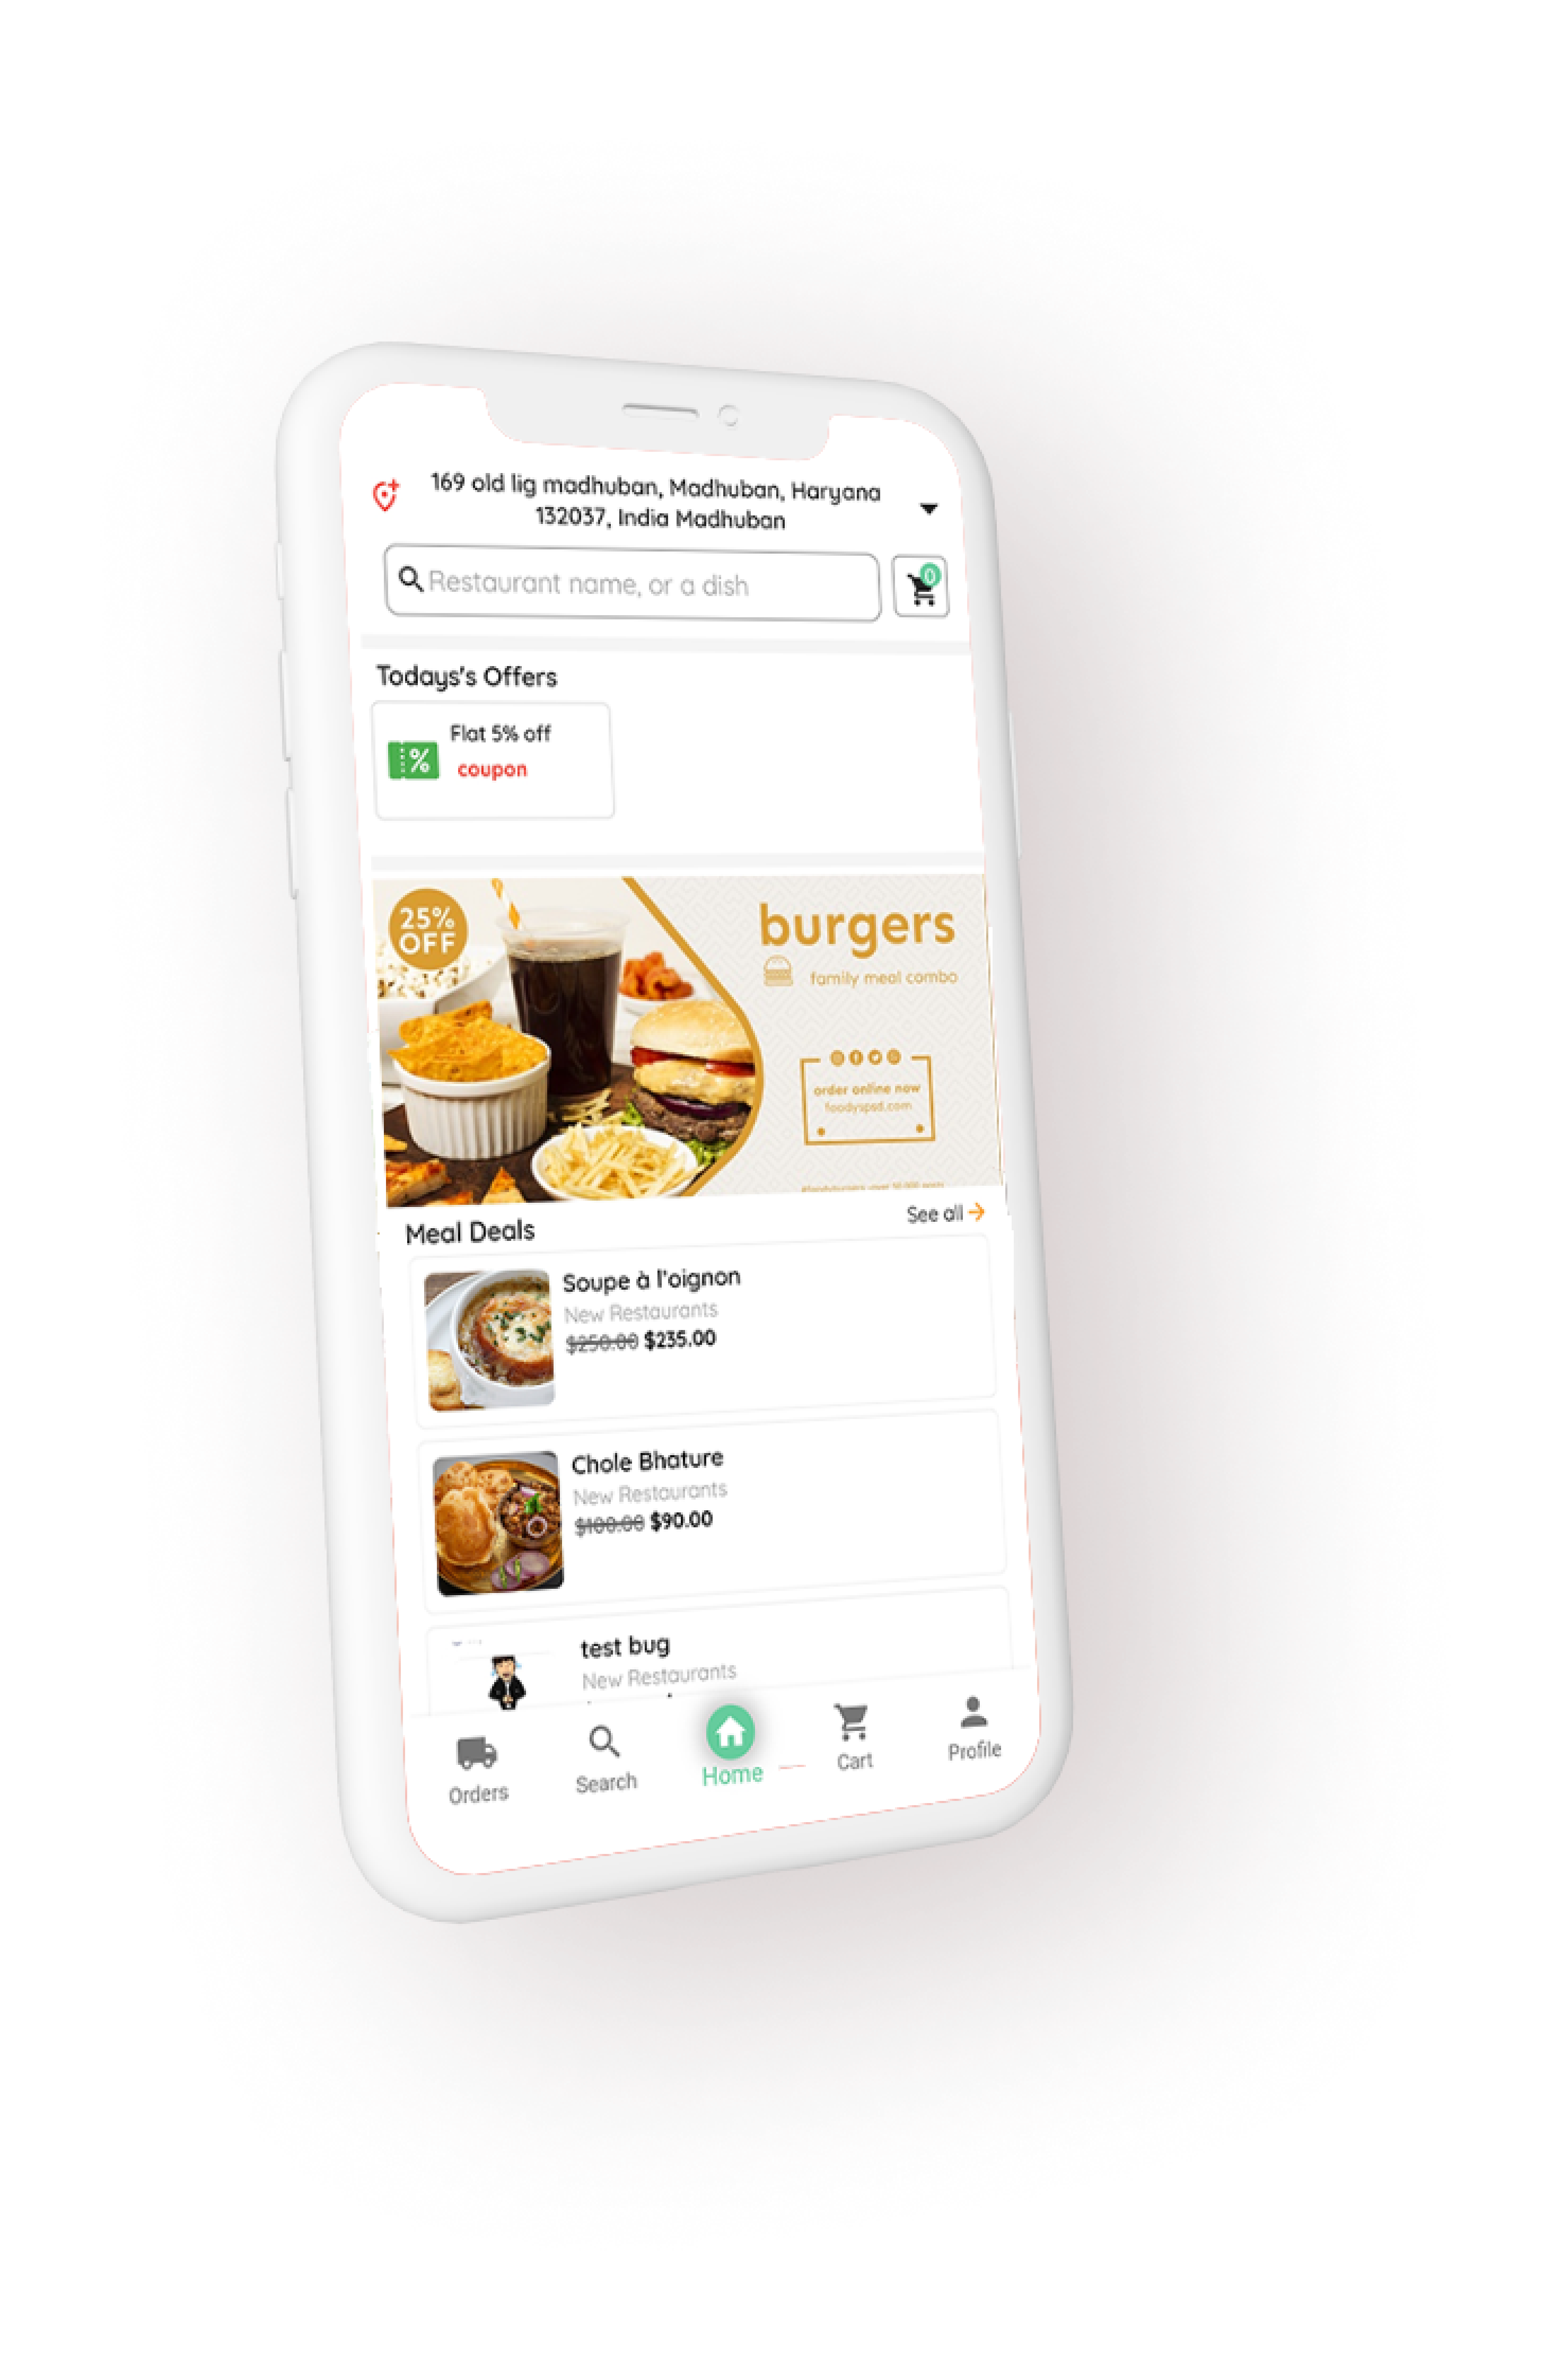 169 old lig madhuban, Madhuban, Haryana
132037, India Madhuban
Restaurant name, or a dish
0
Todays's Offers
Flat 5% off
%
coupon
25%
OFF
burgers
family meal combo
order online now
foodyspsd.com
Meal Deals
See all
Soupe à l'oignon
New Restaurants
$250.00 $235.00
Chole Bhature
New Restaurants
$100.00 $90.00
test bug
New Restaurants
Orders
Search
Home
Cart
Profile